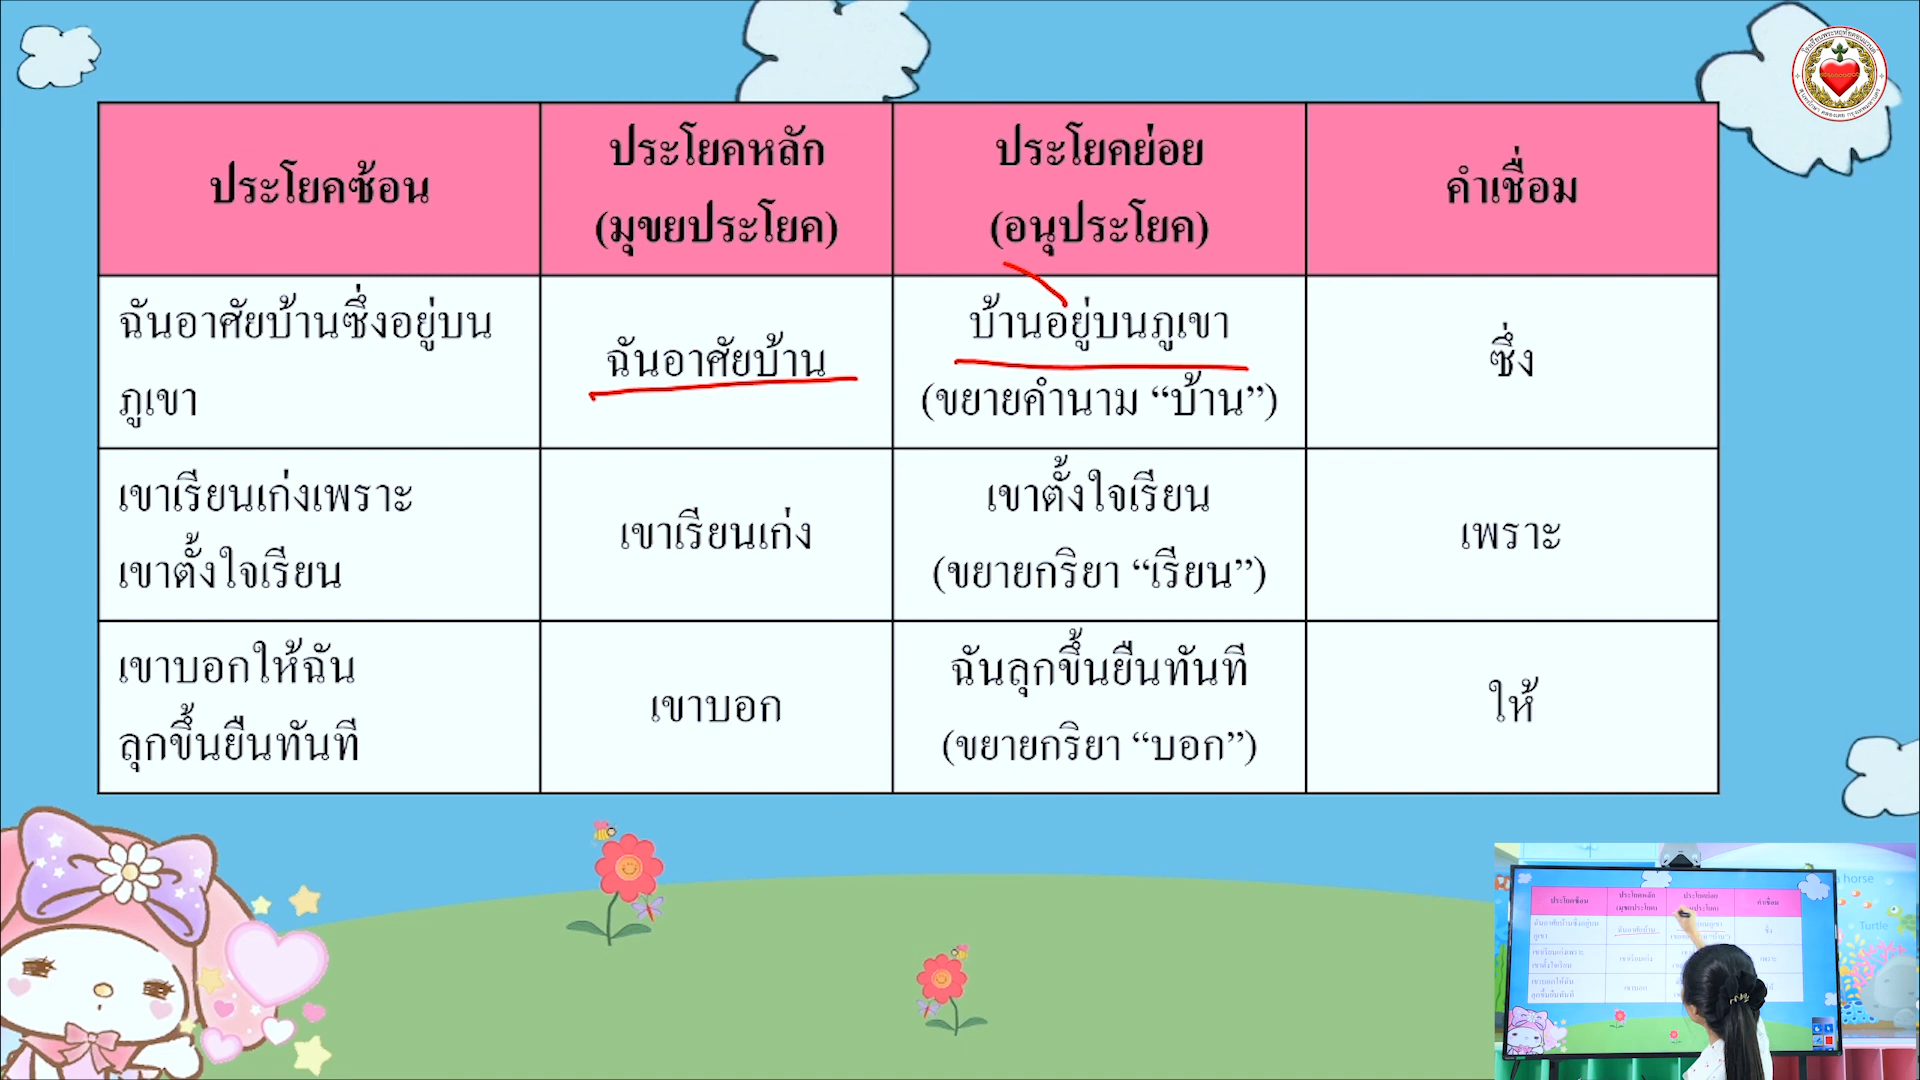 ประโยคซ้อน
ประโยคหลัก
(มุขยประโยค)
ประโยคย่อย
(อนุประโยค)
คำเชื่อม
ฉันอาศัยบ้านซึ่งอยู่บน
ภูเขา
ฉันอาศัยบ้าน
บ้านอยู่บนภูเขา
(ขยายคำนาม “บ้าน”)
ซึ่ง
เขาเรียนเก่งเพราะ
เขาตั้งใจเรียน
เขาเรียนเก่ง
เขาตั้งใจเรียน
(ขยายกริยา “เรียน”)
เพราะ
เขาบอกให้ฉัน
ลุกขึ้นยืนทันที
เขาบอก
ฉันลุกขึ้นยืนทันที
(ขยายกริยา “บอก”)
ให้
horse
Turtle